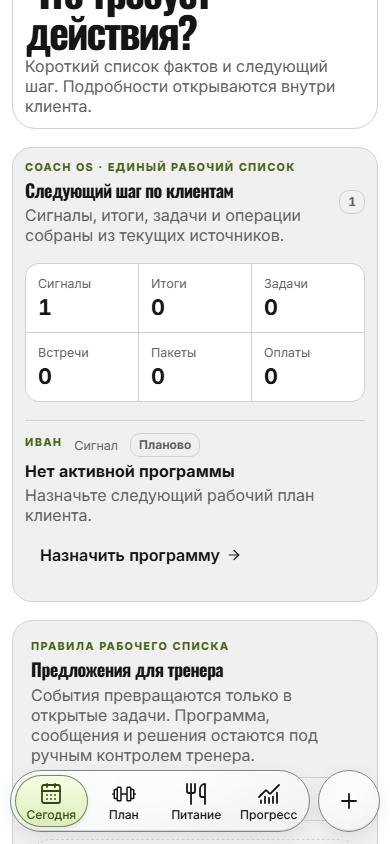 Что требует
действия?
Короткий список фактов и следующий
шаг. Подробности открываются внутри
клиента.
COACH OS · ЕДИНЫЙ РАБОЧИЙ СПИСОК
Следующий шаг по клиентам
1
Сигналы, итоги, задачи и операции
собраны из текущих источников.
Сигналы Итоги Задачи
1 0 0
Встречи Пакеты Оплаты
0 0 0
ИВАН Сигнал Планово
Нет активной программы
Назначьте следующий рабочий план
клиента.
Назначить программу →
ПРАВИЛА РАБОЧЕГО СПИСКА
Предложения для тренера
События превращаются только в
открытые задачи. Программа,
сообщения и решения остаются под
ручным контролем тренера.
Сегодня План Питание Прогресс +